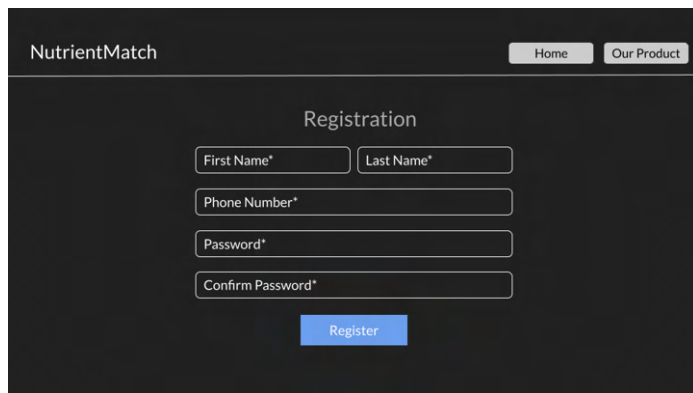 NutrientMatch Home Our Product
Registration
First Name* Last Name*
Phone Number*
Password*
Confirm Password*
Register